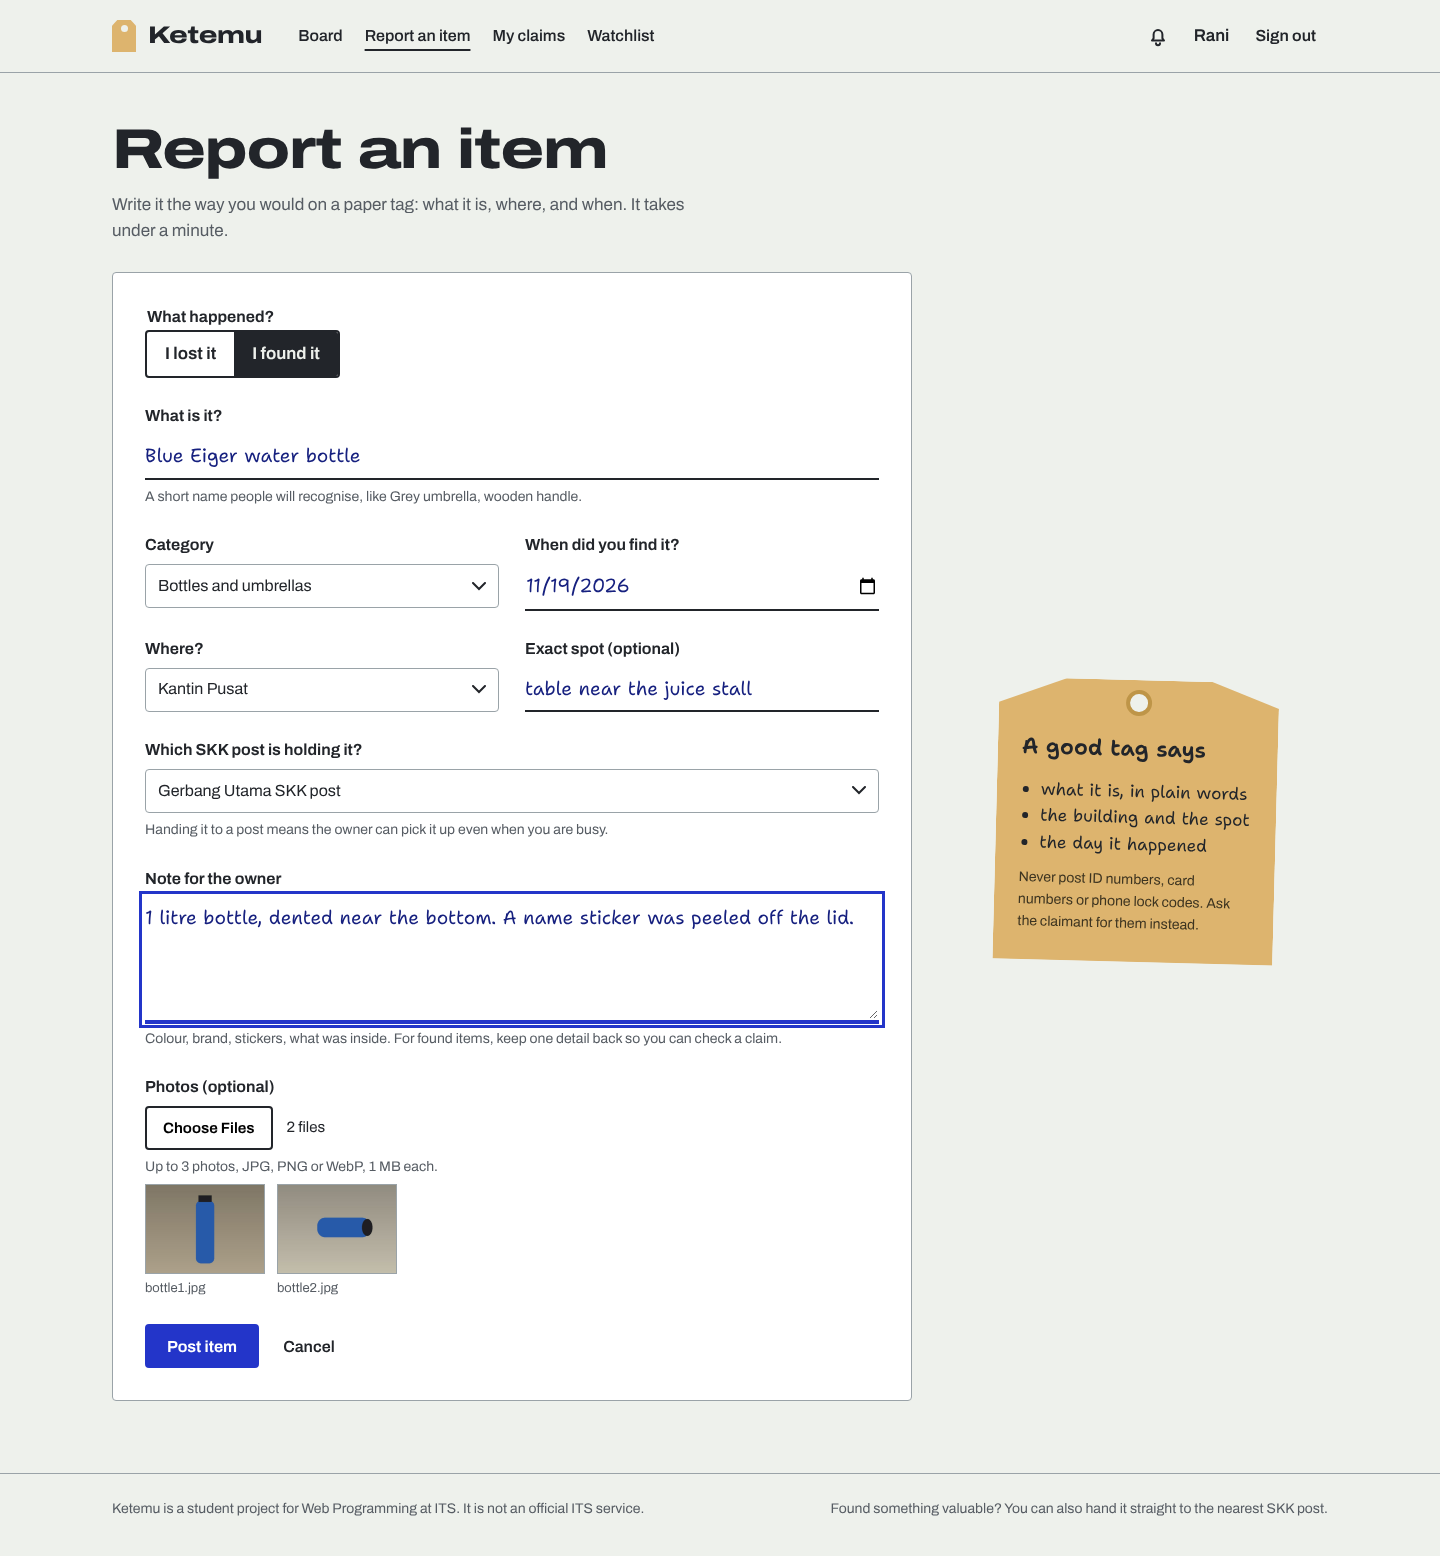 Ketemu
Board
Report an item
My claims
Watchlist
Rani
Sign out
Report an item
Write it the way you would on a paper tag: what it is, where, and when. It takes
under a minute.
What happened?
I lost it
I found it
What is it?
Blue Eiger water bottle
A short name people will recognise, like Grey umbrella, wooden handle.
Category
Bottles and umbrellas
When did you find it?
11/19/2026
Where?
Kantin Pusat
Exact spot (optional)
table near the juice stall
Which SKK post is holding it?
Gerbang Utama SKK post
Handing it to a post means the owner can pick it up even when you are busy.
Note for the owner
1 litre bottle, dented near the bottom. A name sticker was peeled off the lid.
Colour, brand, stickers, what was inside. For found items, keep one detail back so you can check a claim.
Photos (optional)
Choose Files
2 files
Up to 3 photos, JPG, PNG or WebP, 1 MB each.
bottle1.jpg
bottle2.jpg
Post item
Cancel
A good tag says
what it is, in plain words
the building and the spot
the day it happened
Never post ID numbers, card
numbers or phone lock codes. Ask
the claimant for them instead.
Ketemu is a student project for Web Programming at ITS. It is not an official ITS service.
Found something valuable? You can also hand it straight to the nearest SKK post.